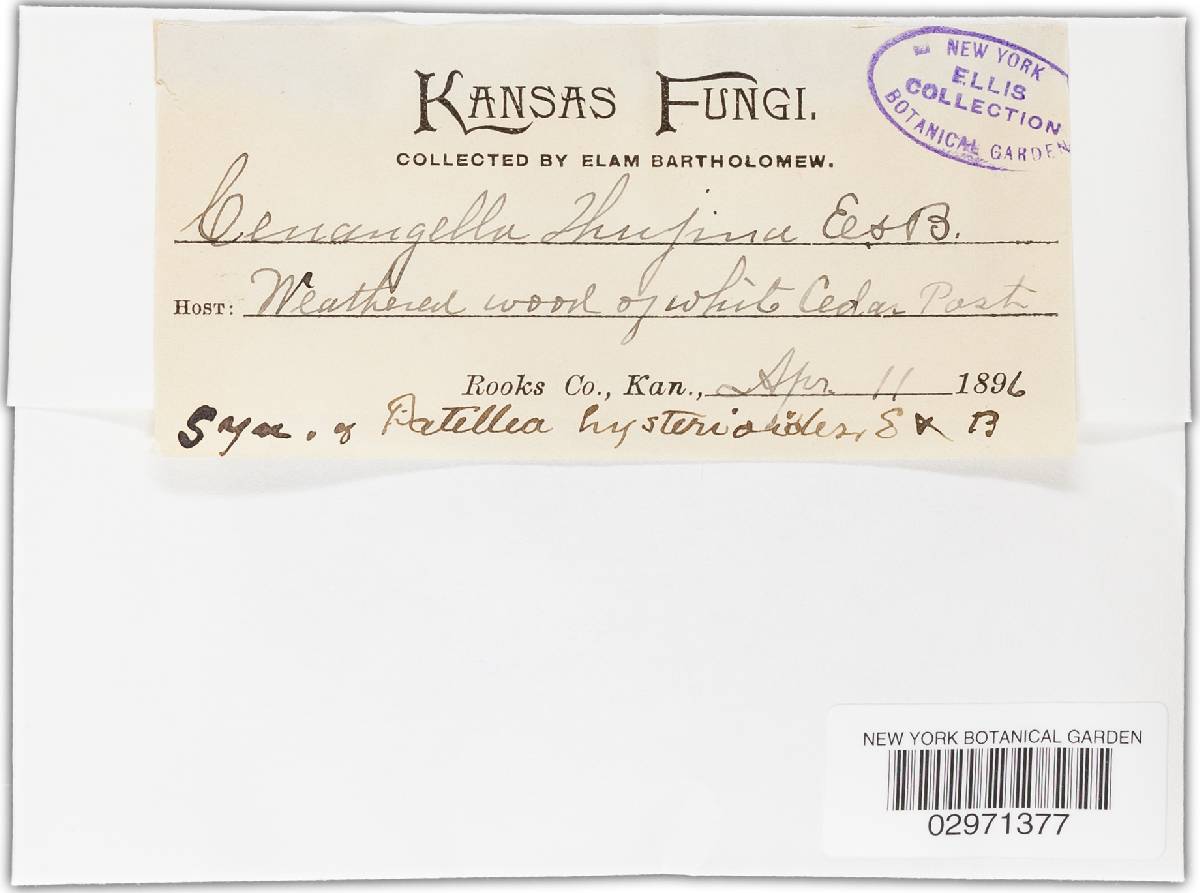 KANSAS FUNGI.
COLLECTED BY ELAM BARTHOLOMEW.
NEW YORK
ELLIS
COLLECTION
BOTANICAL GARDEN
Cenangella Thujina E & B.
HOST: Weathered wood of white Cedar Posts
Rooks Co., Kan., Apr. 11 1896
Syn. of Patellea hysterioides, E & B
NEW YORK BOTANICAL GARDEN
02971377